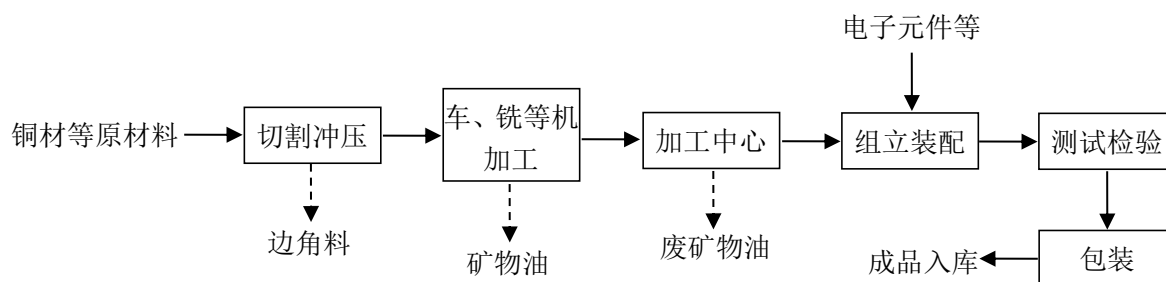 电子元件等
铜材等原材料
切割冲压
车、铣等机
加工
加工中心
组立装配
测试检验
边角料
矿物油
废矿物油
成品入库
包装